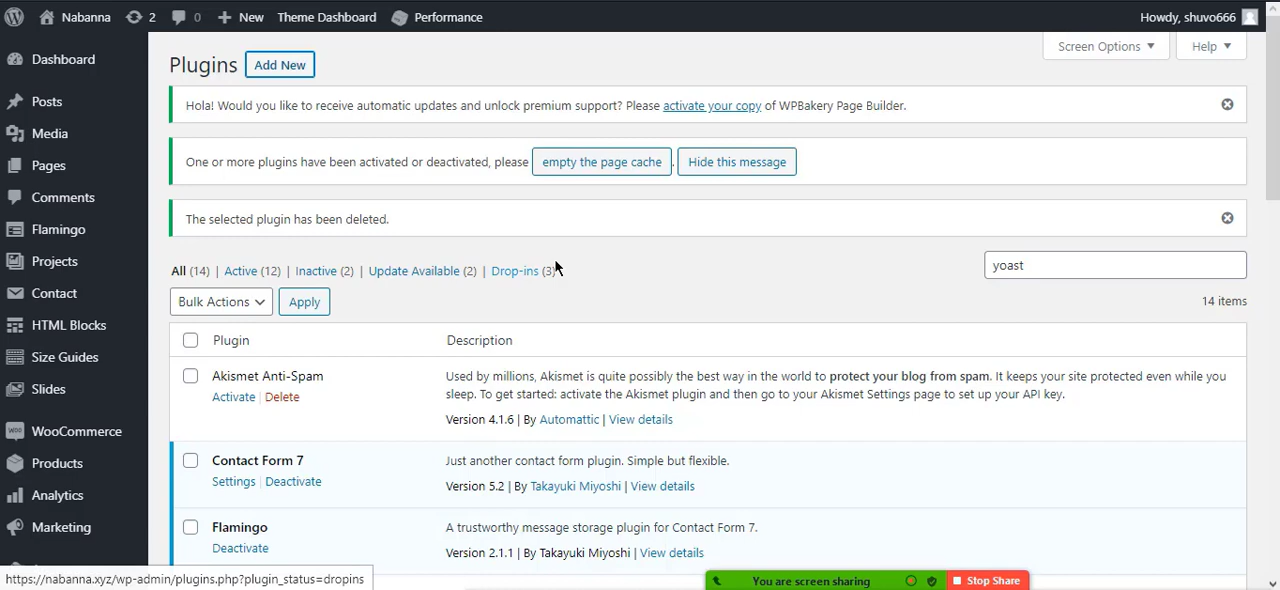 Nabanna 2 0 New Theme Dashboard Performance Howdy, shuvo666
Screen Options Help
Plugins Add New
Dashboard
Hola! Would you like to receive automatic updates and unlock premium support? Please activate your copy of WPBakery Page Builder.
Posts
Media
One or more plugins have been activated or deactivated, please empty the page cache . Hide this message
Pages
Comments
The selected plugin has been deleted.
Flamingo
Projects
All (14) | Active (12) | Inactive (2) | Update Available (2) | Drop-ins (3)
yoast
Contact
Bulk Actions Apply 14 items
HTML Blocks
Plugin Description
Size Guides
Akismet Anti-Spam Used by millions, Akismet is quite possibly the best way in the world to protect your blog from spam. It keeps your site protected even while you
Slides
Activate | Delete sleep. To get started: activate the Akismet plugin and then go to your Akismet Settings page to set up your API key.
Version 4.1.6 | By Automattic | View details
WooCommerce
Contact Form 7 Just another contact form plugin. Simple but flexible.
Products
Settings | Deactivate Version 5.2 | By Takayuki Miyoshi | View details
Analytics
Flamingo A trustworthy message storage plugin for Contact Form 7.
Marketing
Deactivate Version 2.1.1 | By Takayuki Miyoshi | View details
https://nabanna.xyz/wp-admin/plugins.php?plugin_status=dropins
You are screen sharing Stop Share